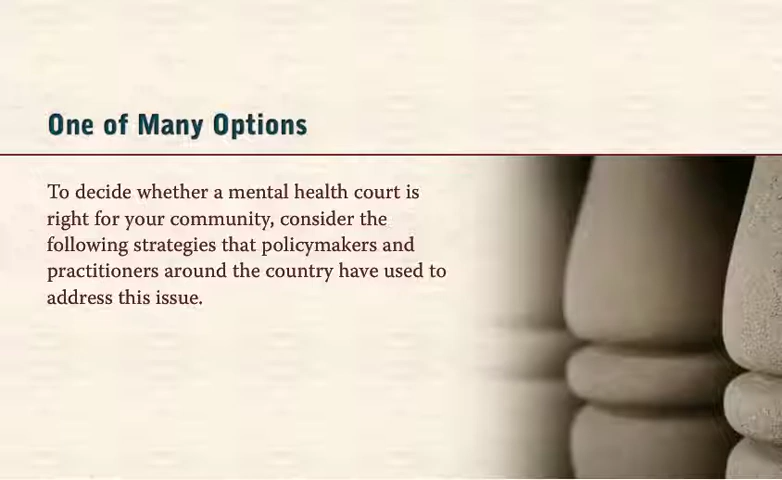 One of Many Options
To decide whether a mental health court is
right for your community, consider the
following strategies that policymakers and
practitioners around the country have used to
address this issue.